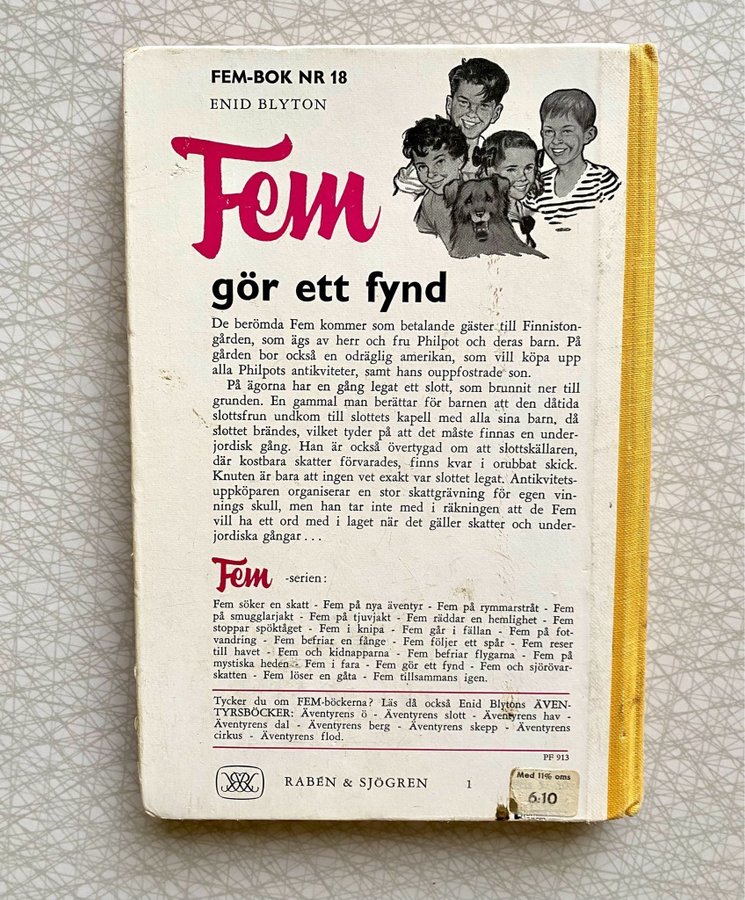 FEM-BOK NR 18
ENID BLYTON
Fem
gör ett fynd
De berömda Fem kommer som betalande gäster till Finniston-
gården, som ägs av herr och fru Philpot och deras barn. På
gården bor också en odräglig amerikan, som vill köpa upp
alla Philpots antikviteter, samt hans ouppfostrade son.
På ägorna har en gång legat ett slott, som brunnit ner till
grunden. En gammal man berättar för barnen att den dåtida
slottsfrun undkom till slottets kapell med alla sina barn, då
slottet brändes, vilket tyder på att det måste finnas en under-
jordisk gång. Han är också övertygad om att slottskällaren,
där kostbara skatter förvarades, finns kvar i orubbat skick.
Knuten är bara att ingen vet exakt var slottet legat. Antikvitets-
uppköparen organiserar en stor skattgrävning för egen vin-
nings skull, men han tar inte med i räkningen att de Fem
vill ha ett ord med i laget när det gäller skatter och under-
jordiska gångar . . .
Fem -serien:
Fem söker en skatt - Fem på nya äventyr - Fem på rymmarstråt - Fem
på smugglarjakt - Fem på tjuvjakt - Fem räddar en hemlighet - Fem
stoppar spöktåget - Fem i knipa - Fem går i fällan - Fem på fot-
vandring - Fem befriar en fånge - Fem följer ett spår - Fem reser
till havet - Fem och kidnapparna - Fem befriar flygarna - Fem på
mystiska heden - Fem i fara - Fem gör ett fynd - Fem och sjörövar-
skatten - Fem löser en gåta - Fem tillsammans igen.
Tycker du om FEM-böckerna? Läs då också Enid Blytons ÄVEN-
TYRSBÖCKER: Äventyrens ö - Äventyrens slott - Äventyrens hav -
Äventyrens dal - Äventyrens berg - Äventyrens skepp - Äventyrens
cirkus - Äventyrens flod.
PF 913
RABÉN & SJÖGREN 1
Med 11% oms
6:10